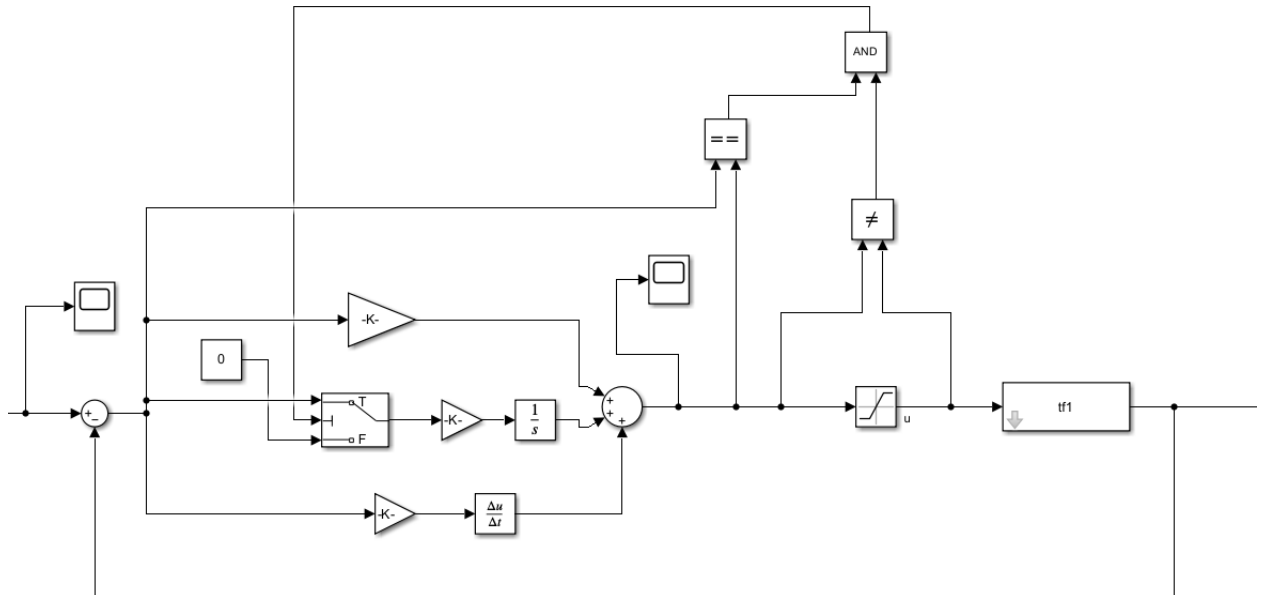 AND
==
≠
-K-
0
T
F
-K-
1
s
+
+
+
+
−
u
tf1
-K-
Δu
Δt